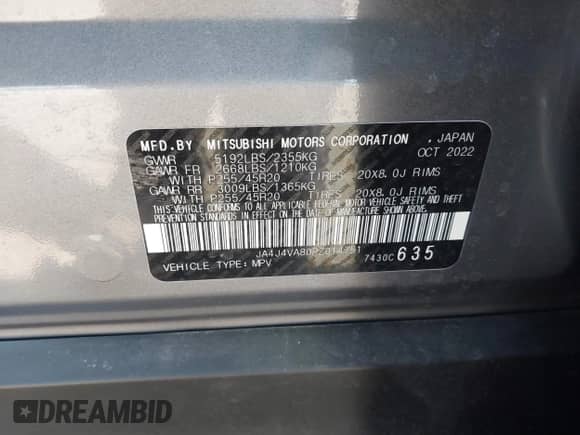 MFD.BY MITSUBISHI MOTORS CORPORATION , JAPAN
GVWR 5192LBS/2355KG OCT 2022
GAWR FR 2668LBS/1210KG
WITH P255/45R20 TIRES 20X8.0J RIMS
GAWR RR 3009LBS/1365KG
WITH P255/45R20 TIRES 20X8.0J RIMS
THIS VEHICLE CONFORMS TO ALL APPLICABLE FEDERAL MOTOR VEHICLE SAFETY, BUMPER, AND THEFT
PREVENTION STANDARDS IN EFFECT ON THE DATE OF MANUFACTURE SHOWN ABOVE.
7430C 635
VEHICLE TYPE: MPV
DREAMBID